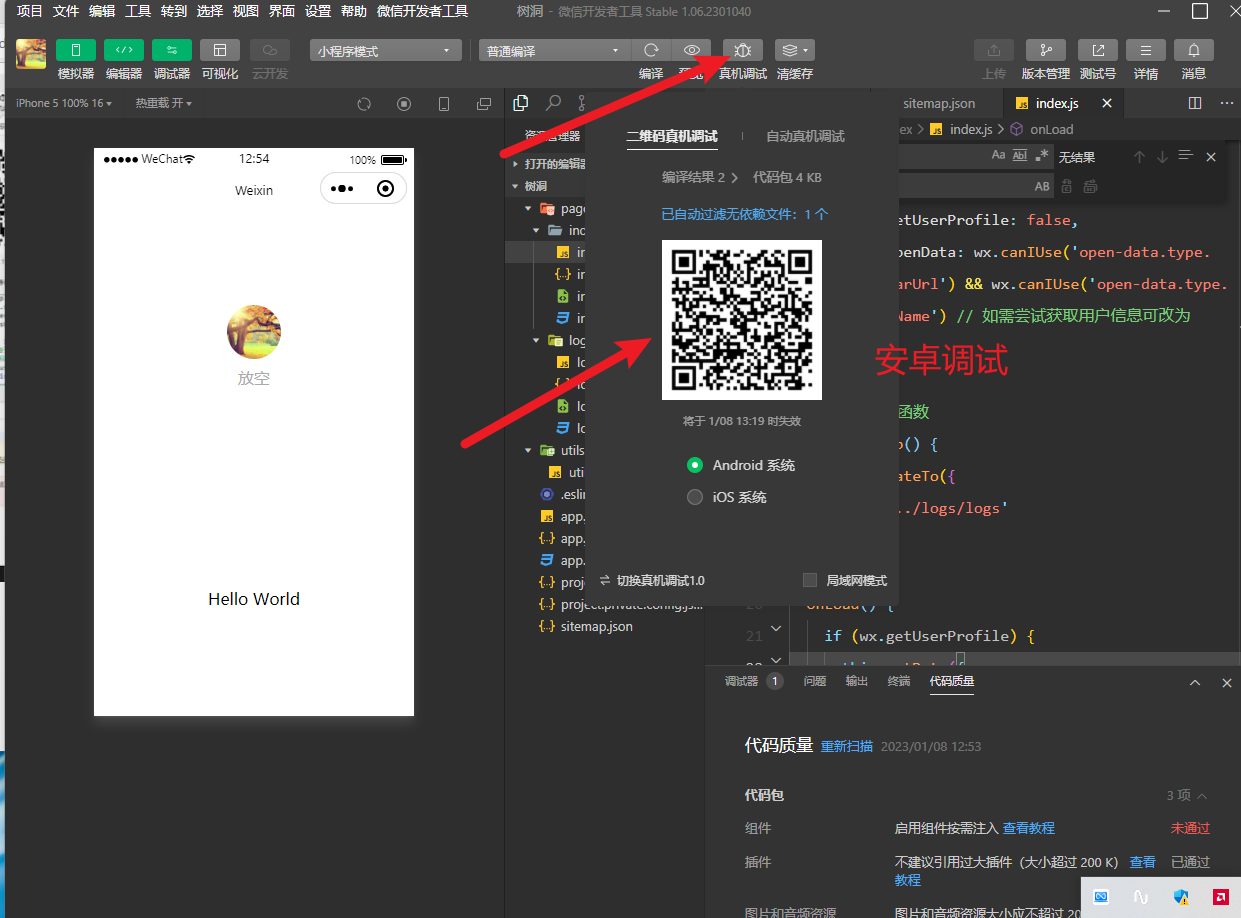 项目 文件 编辑 工具 转到 选择 视图 界面 设置 帮助 微信开发者工具 树洞 - 微信开发者工具 Stable 1.06.2301040
小程序模式 普通编译
模拟器 编辑器 调试器 可视化 云开发 编译 预览 真机调试 清缓存 上传 版本管理 测试号 详情 消息
iPhone 5 100% 16 热重载 开
WeChat 12:54 100%
Weixin
放空
Hello World
资源管理器
打开的编辑器
树洞
page
ind
in
in
in
in
log
lo
lo
lo
lo
utils
uti
.eslin
app.
app.
app.
proj
project.private.config.js...
sitemap.json
二维码真机调试 自动真机调试
编译结果 2 代码包 4 KB
已自动过滤无依赖文件：1 个
将于 1/08 13:19 时失效
Android 系统
iOS 系统
切换真机调试1.0 局域网模式
安卓调试
sitemap.json index.js
ex index.js onLoad
Aa Abl .* 无结果
AB
etUserProfile: false,
penData: wx.canIUse('open-data.type.
arUrl') && wx.canIUse('open-data.type.
Name') // 如需尝试获取用户信息可改为
函数
() {
ateTo({
../logs/logs'
20 onLoad() {
21 if (wx.getUserProfile) {
调试器 1 问题 输出 终端 代码质量
代码质量 重新扫描 2023/01/08 12:53
代码包 3 项
组件 启用组件按需注入 查看教程 未通过
插件 不建议引用过大插件（大小超过 200 K） 查看 已通过
教程
图片和音频资源 图片和音频资源大小应不超过 20